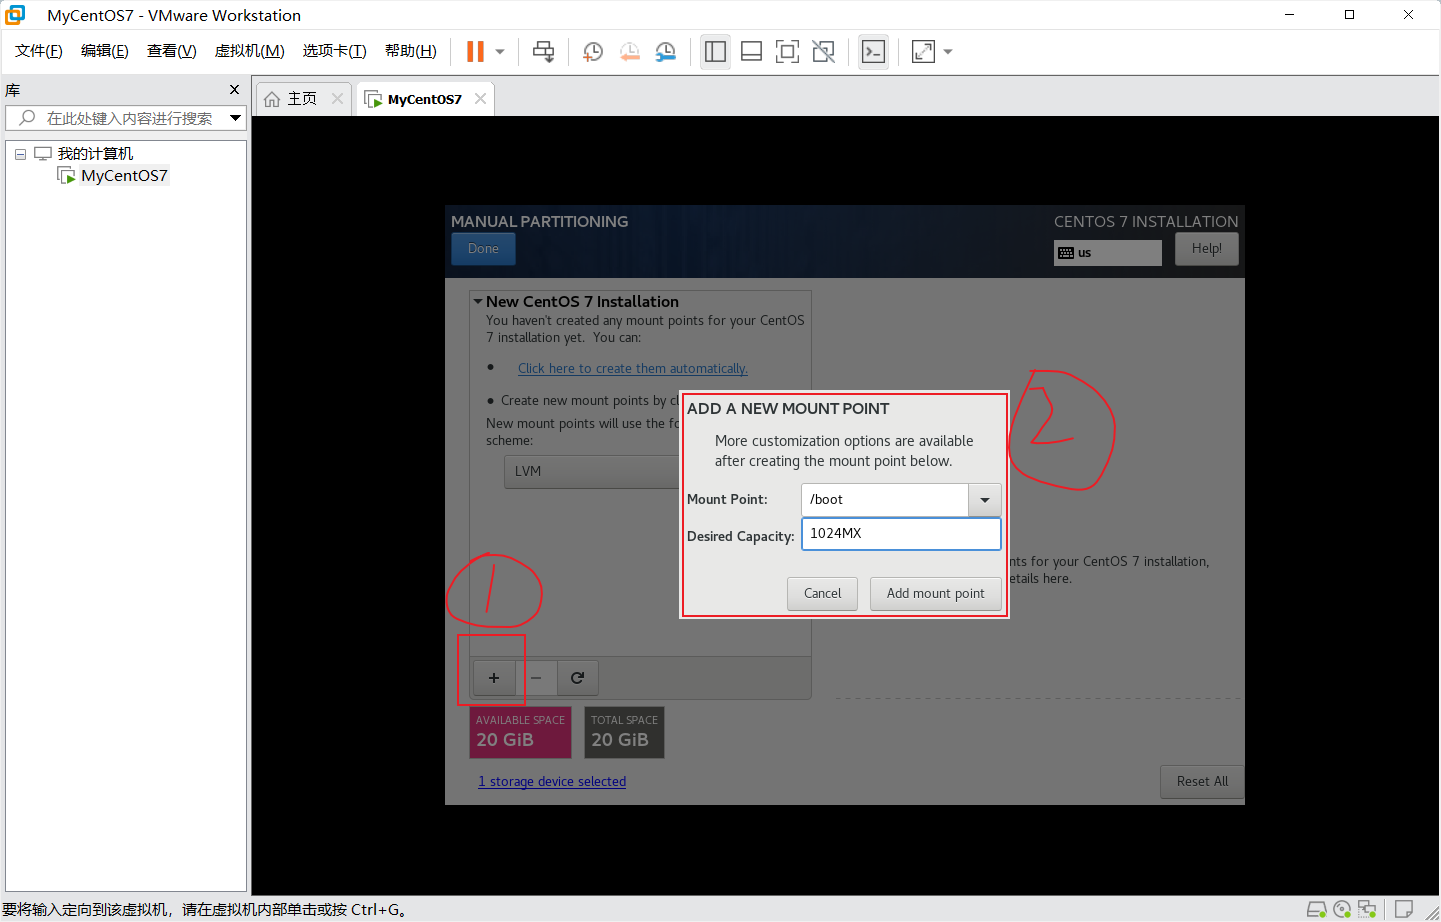 MyCentOS7 - VMware Workstation
文件(F) 编辑(E) 查看(V) 虚拟机(M) 选项卡(T) 帮助(H)
库
在此处键入内容进行搜索
我的计算机
MyCentOS7
主页
MyCentOS7
MANUAL PARTITIONING
Done
CENTOS 7 INSTALLATION
us
Help!
New CentOS 7 Installation
You haven't created any mount points for your CentOS
7 installation yet. You can:
• Click here to create them automatically.
• Create new mount points by
New mount points will use the
scheme:
LVM
ADD A NEW MOUNT POINT
More customization options are available
after creating the mount point below.
Mount Point: /boot
Desired Capacity: 1024MX
Cancel Add mount point
2
for your CentOS 7 installation,
here.
1
+ −
AVAILABLE SPACE
20 GiB
TOTAL SPACE
20 GiB
1 storage device selected
Reset All
要将输入定向到该虚拟机，请在虚拟机内部单击或按 Ctrl+G。